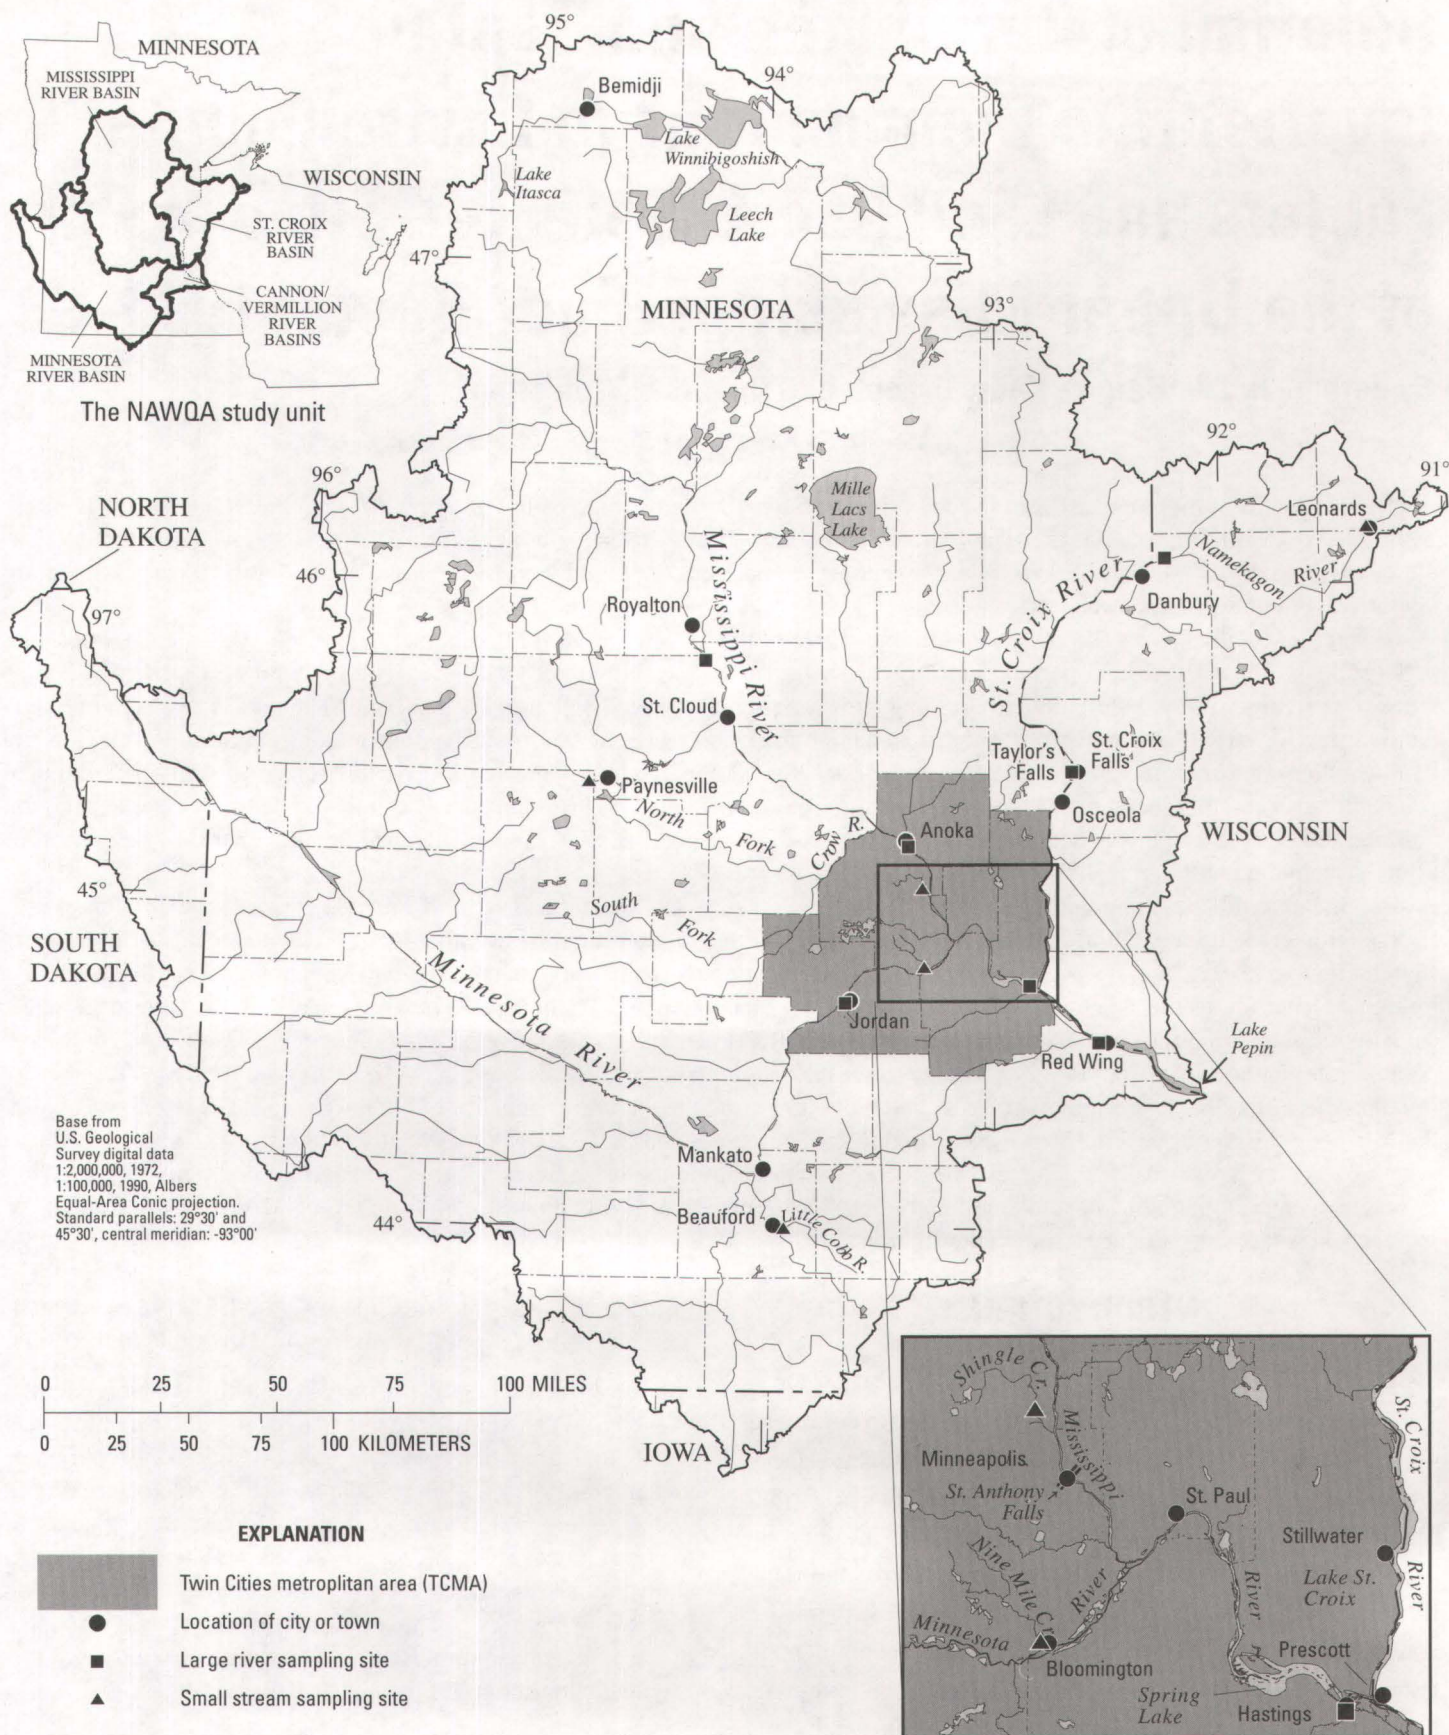 MINNESOTA
MISSISSIPPI
RIVER BASIN
WISCONSIN
ST. CROIX
RIVER
BASIN
CANNON/
VERMILLION
RIVER
BASINS
MINNESOTA
RIVER BASIN
The NAWQA study unit
95°
94°
Bemidji
Lake
Winnibigoshish
Lake
Itasca
Leech
Lake
47°
MINNESOTA
93°
92°
91°
96°
NORTH
DAKOTA
Mille
Lacs
Lake
Leonards
Mississippi River
46°
97°
St. Croix River
Namekagon River
Danbury
Royalton
St. Cloud
Taylor's
Falls
St. Croix
Falls
Paynesville
Osceola
North Fork
Crow R.
Anoka
WISCONSIN
45°
South Fork
SOUTH
DAKOTA
Minnesota River
Jordan
Lake
Pepin
Red Wing
Base from
U.S. Geological
Survey digital data
1:2,000,000, 1972,
1:100,000, 1990, Albers
Equal-Area Conic projection.
Standard parallels: 29°30' and
45°30', central meridian: -93°00'
Mankato
44°
Beauford
Little Cobb R.
0 25 50 75 100 MILES
0 25 50 75 100 KILOMETERS
IOWA
EXPLANATION
Twin Cities metroplitan area (TCMA)
Location of city or town
Large river sampling site
Small stream sampling site
Shingle Cr.
Mississippi
St. Croix
Minneapolis
St. Anthony
Falls
St. Paul
Stillwater
Nine Mile Cr.
River
River
Lake St.
Croix
River
Minnesota
Bloomington
Prescott
Spring
Lake
Hastings